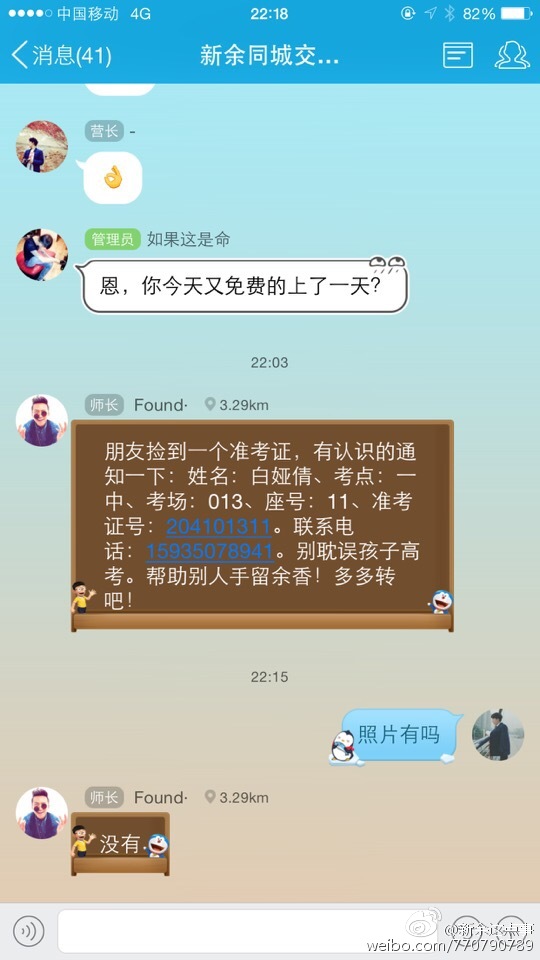 中国移动 4G 22:18 82%
消息(41) 新余同城交...
营长 -
管理员 如果这是命
恩，你今天又免费的上了一天？
22:03
师长 Found· 3.29km
朋友捡到一个准考证，有认识的通
知一下：姓名：白娅倩、考点：一
中、考场：013、座号：11、准考
证号：204101311。联系电
话：15935078941。别耽误孩子高
考。帮助别人手留余香！多多转
吧！
22:15
照片有吗
师长 Found· 3.29km
没有
weibo.com/770790789